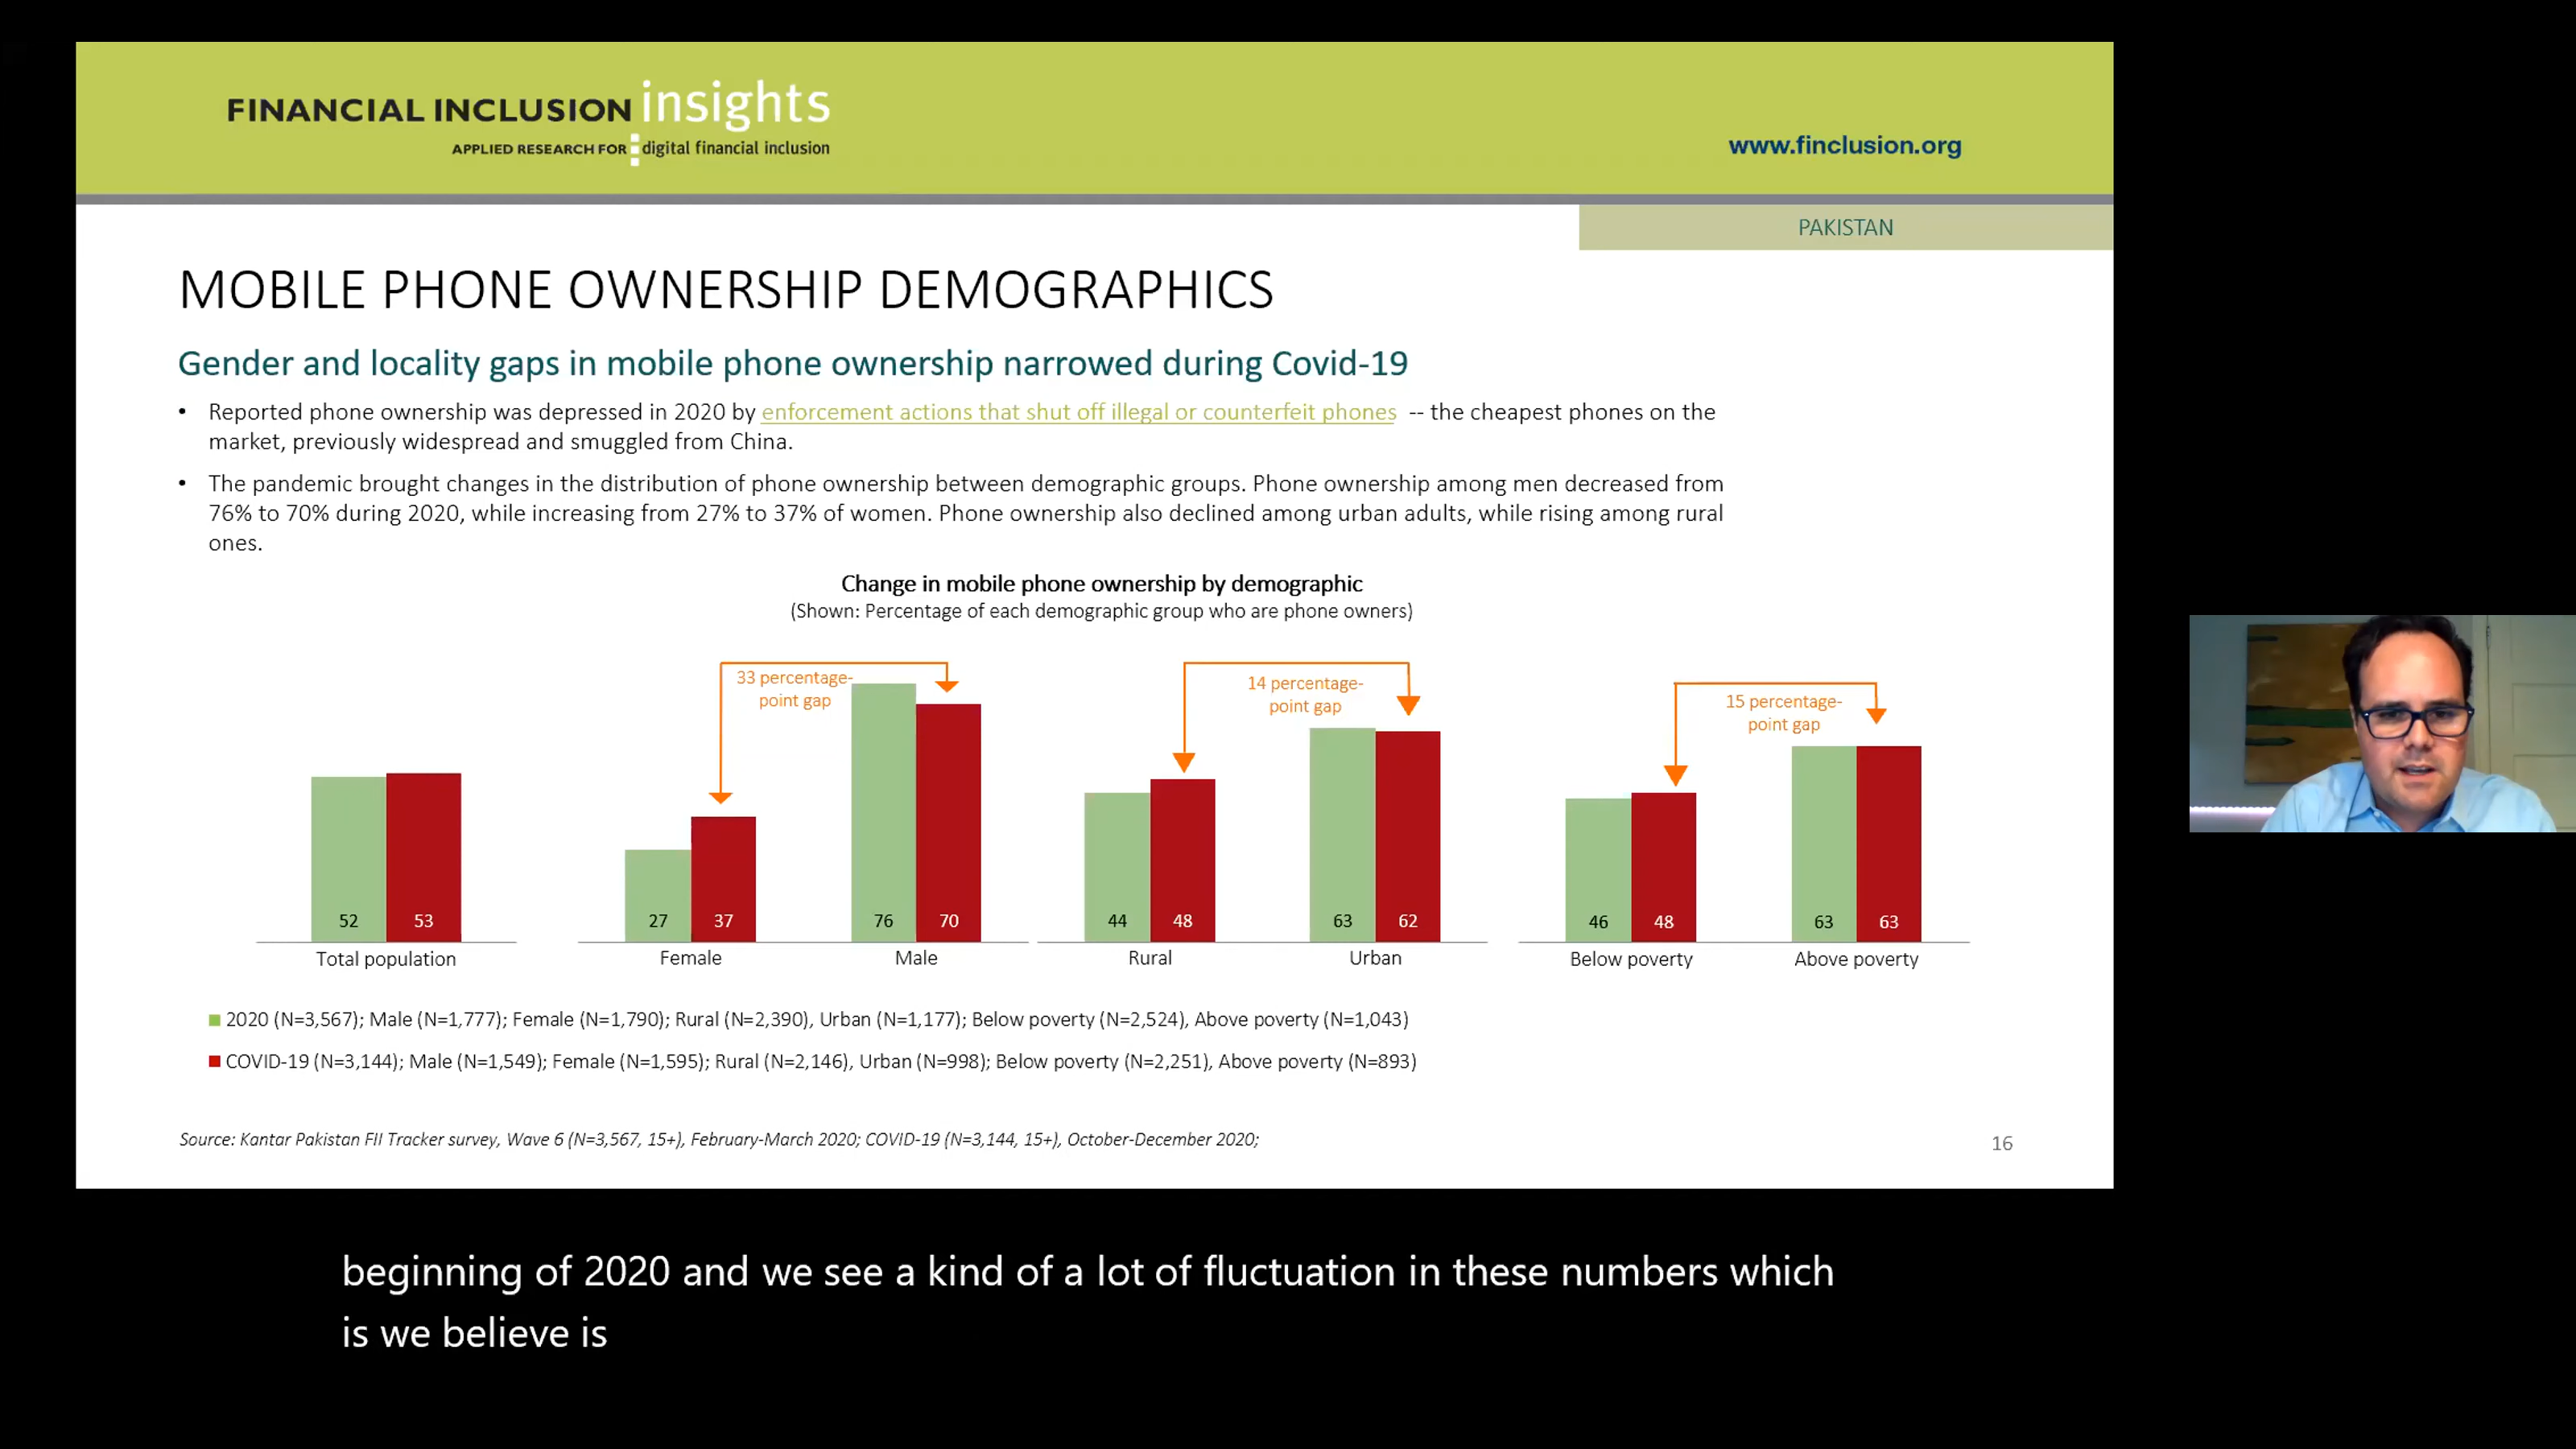 FINANCIAL INCLUSION insights
APPLIED RESEARCH FOR digital financial inclusion
www.finclusion.org
PAKISTAN
MOBILE PHONE OWNERSHIP DEMOGRAPHICS
Gender and locality gaps in mobile phone ownership narrowed during Covid-19
• Reported phone ownership was depressed in 2020 by enforcement actions that shut off illegal or counterfeit phones -- the cheapest phones on the
market, previously widespread and smuggled from China.
• The pandemic brought changes in the distribution of phone ownership between demographic groups. Phone ownership among men decreased from
76% to 70% during 2020, while increasing from 27% to 37% of women. Phone ownership also declined among urban adults, while rising among rural
ones.
Change in mobile phone ownership by demographic
(Shown: Percentage of each demographic group who are phone owners)
33 percentage-
point gap
14 percentage-
point gap
15 percentage-
point gap
52 53 27 37 76 70 44 48 63 62 46 48 63 63
Total population Female Male Rural Urban Below poverty Above poverty
2020 (N=3,567); Male (N=1,777); Female (N=1,790); Rural (N=2,390), Urban (N=1,177); Below poverty (N=2,524), Above poverty (N=1,043)
COVID-19 (N=3,144); Male (N=1,549); Female (N=1,595); Rural (N=2,146), Urban (N=998); Below poverty (N=2,251), Above poverty (N=893)
Source: Kantar Pakistan FII Tracker survey, Wave 6 (N=3,567, 15+), February-March 2020; COVID-19 (N=3,144, 15+), October-December 2020;
16
beginning of 2020 and we see a kind of a lot of fluctuation in these numbers which
is we believe is